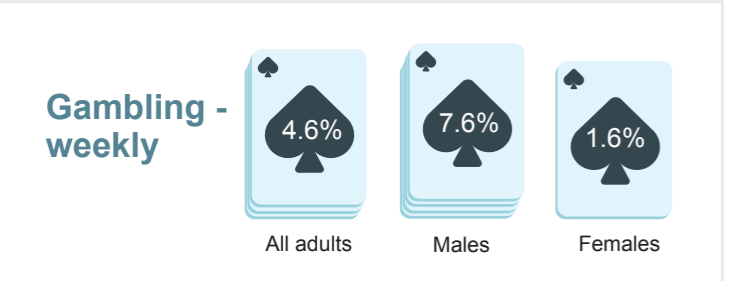 Gambling -
weekly
4.6%
7.6%
1.6%
All adults
Males
Females